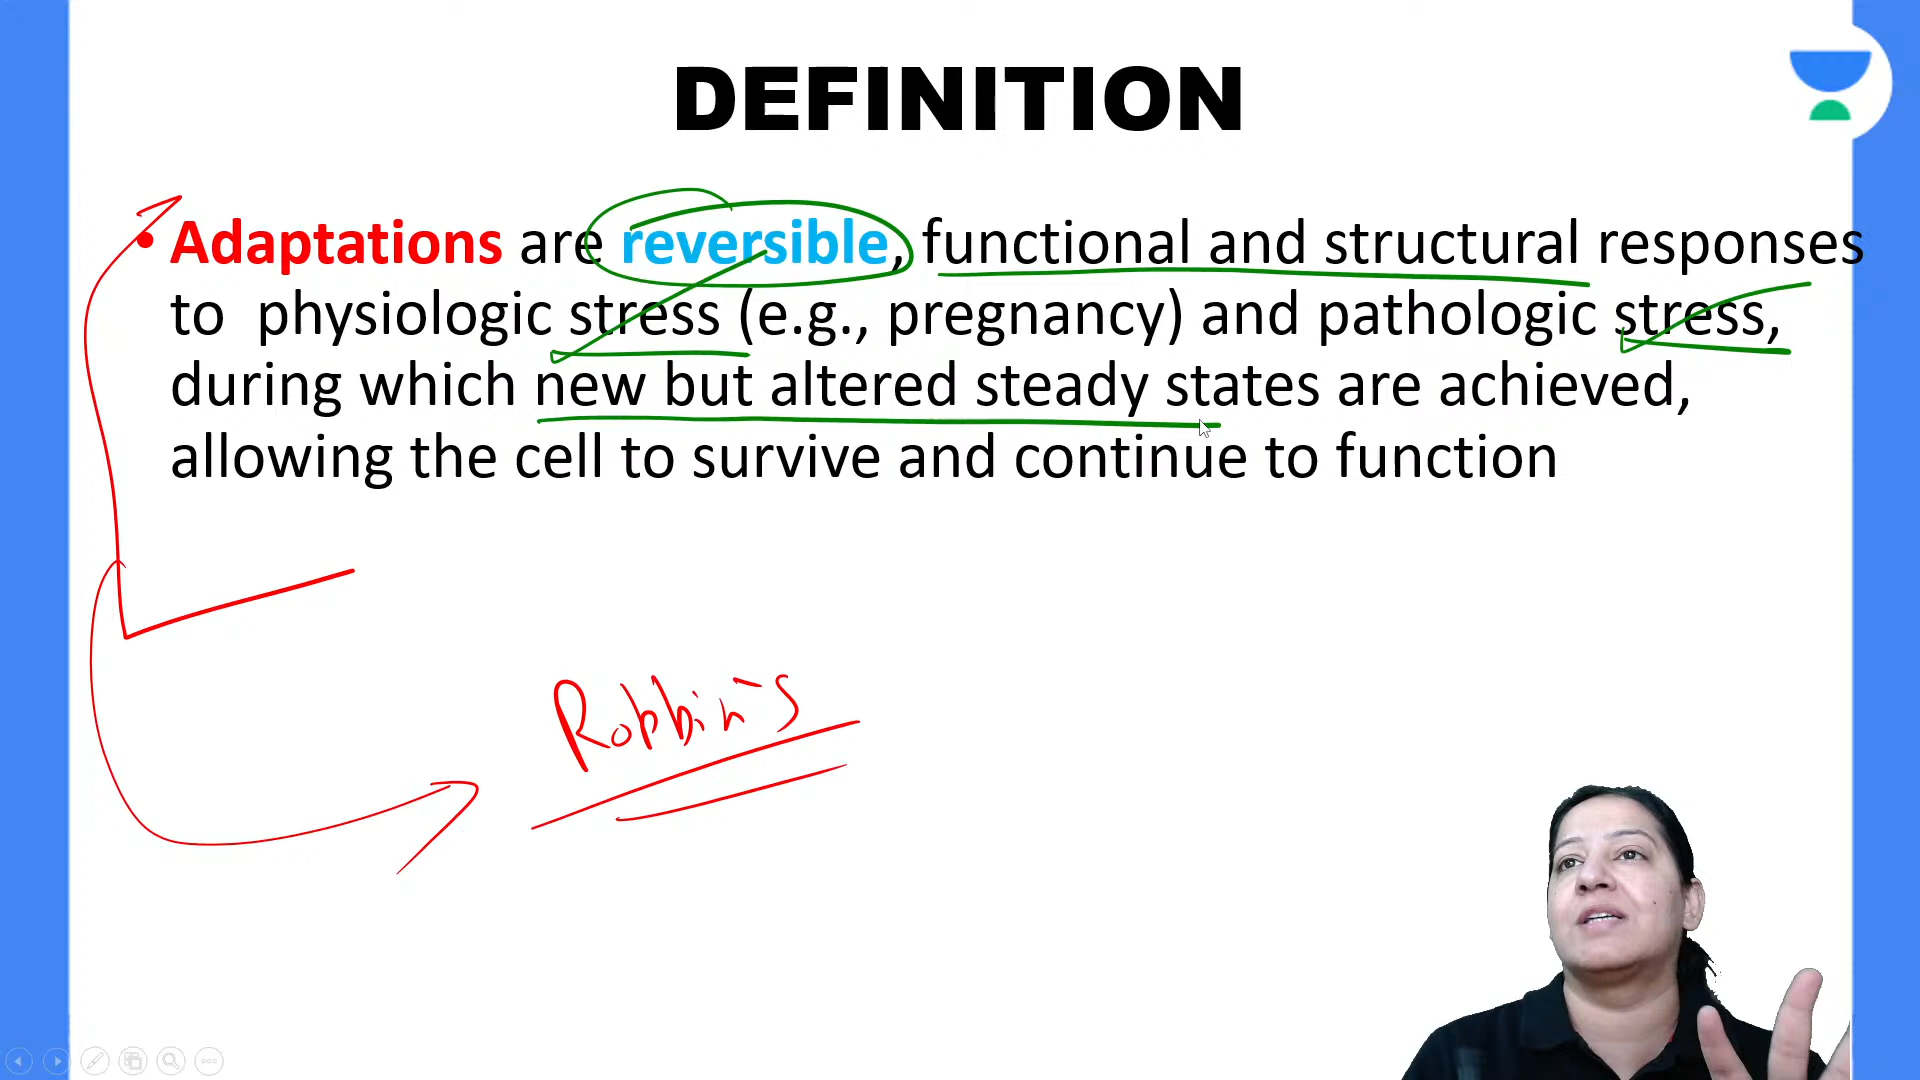 DEFINITION
• Adaptations are reversible, functional and structural responses
to physiologic stress (e.g., pregnancy) and pathologic stress,
during which new but altered steady states are achieved,
allowing the cell to survive and continue to function
Robbin's